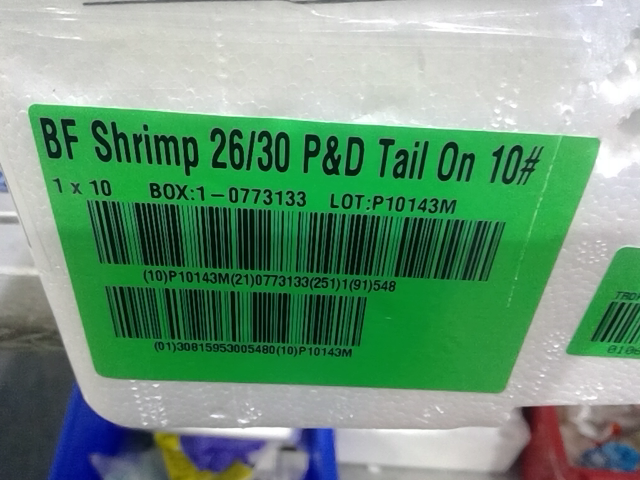 BF Shrimp 26/30 P&D Tail On 10#
1 x 10 BOX:1-0773133 LOT:P10143M
(10)P10143M(21)0773133(251)1(91)548
(01)30815953005480(10)P10143M